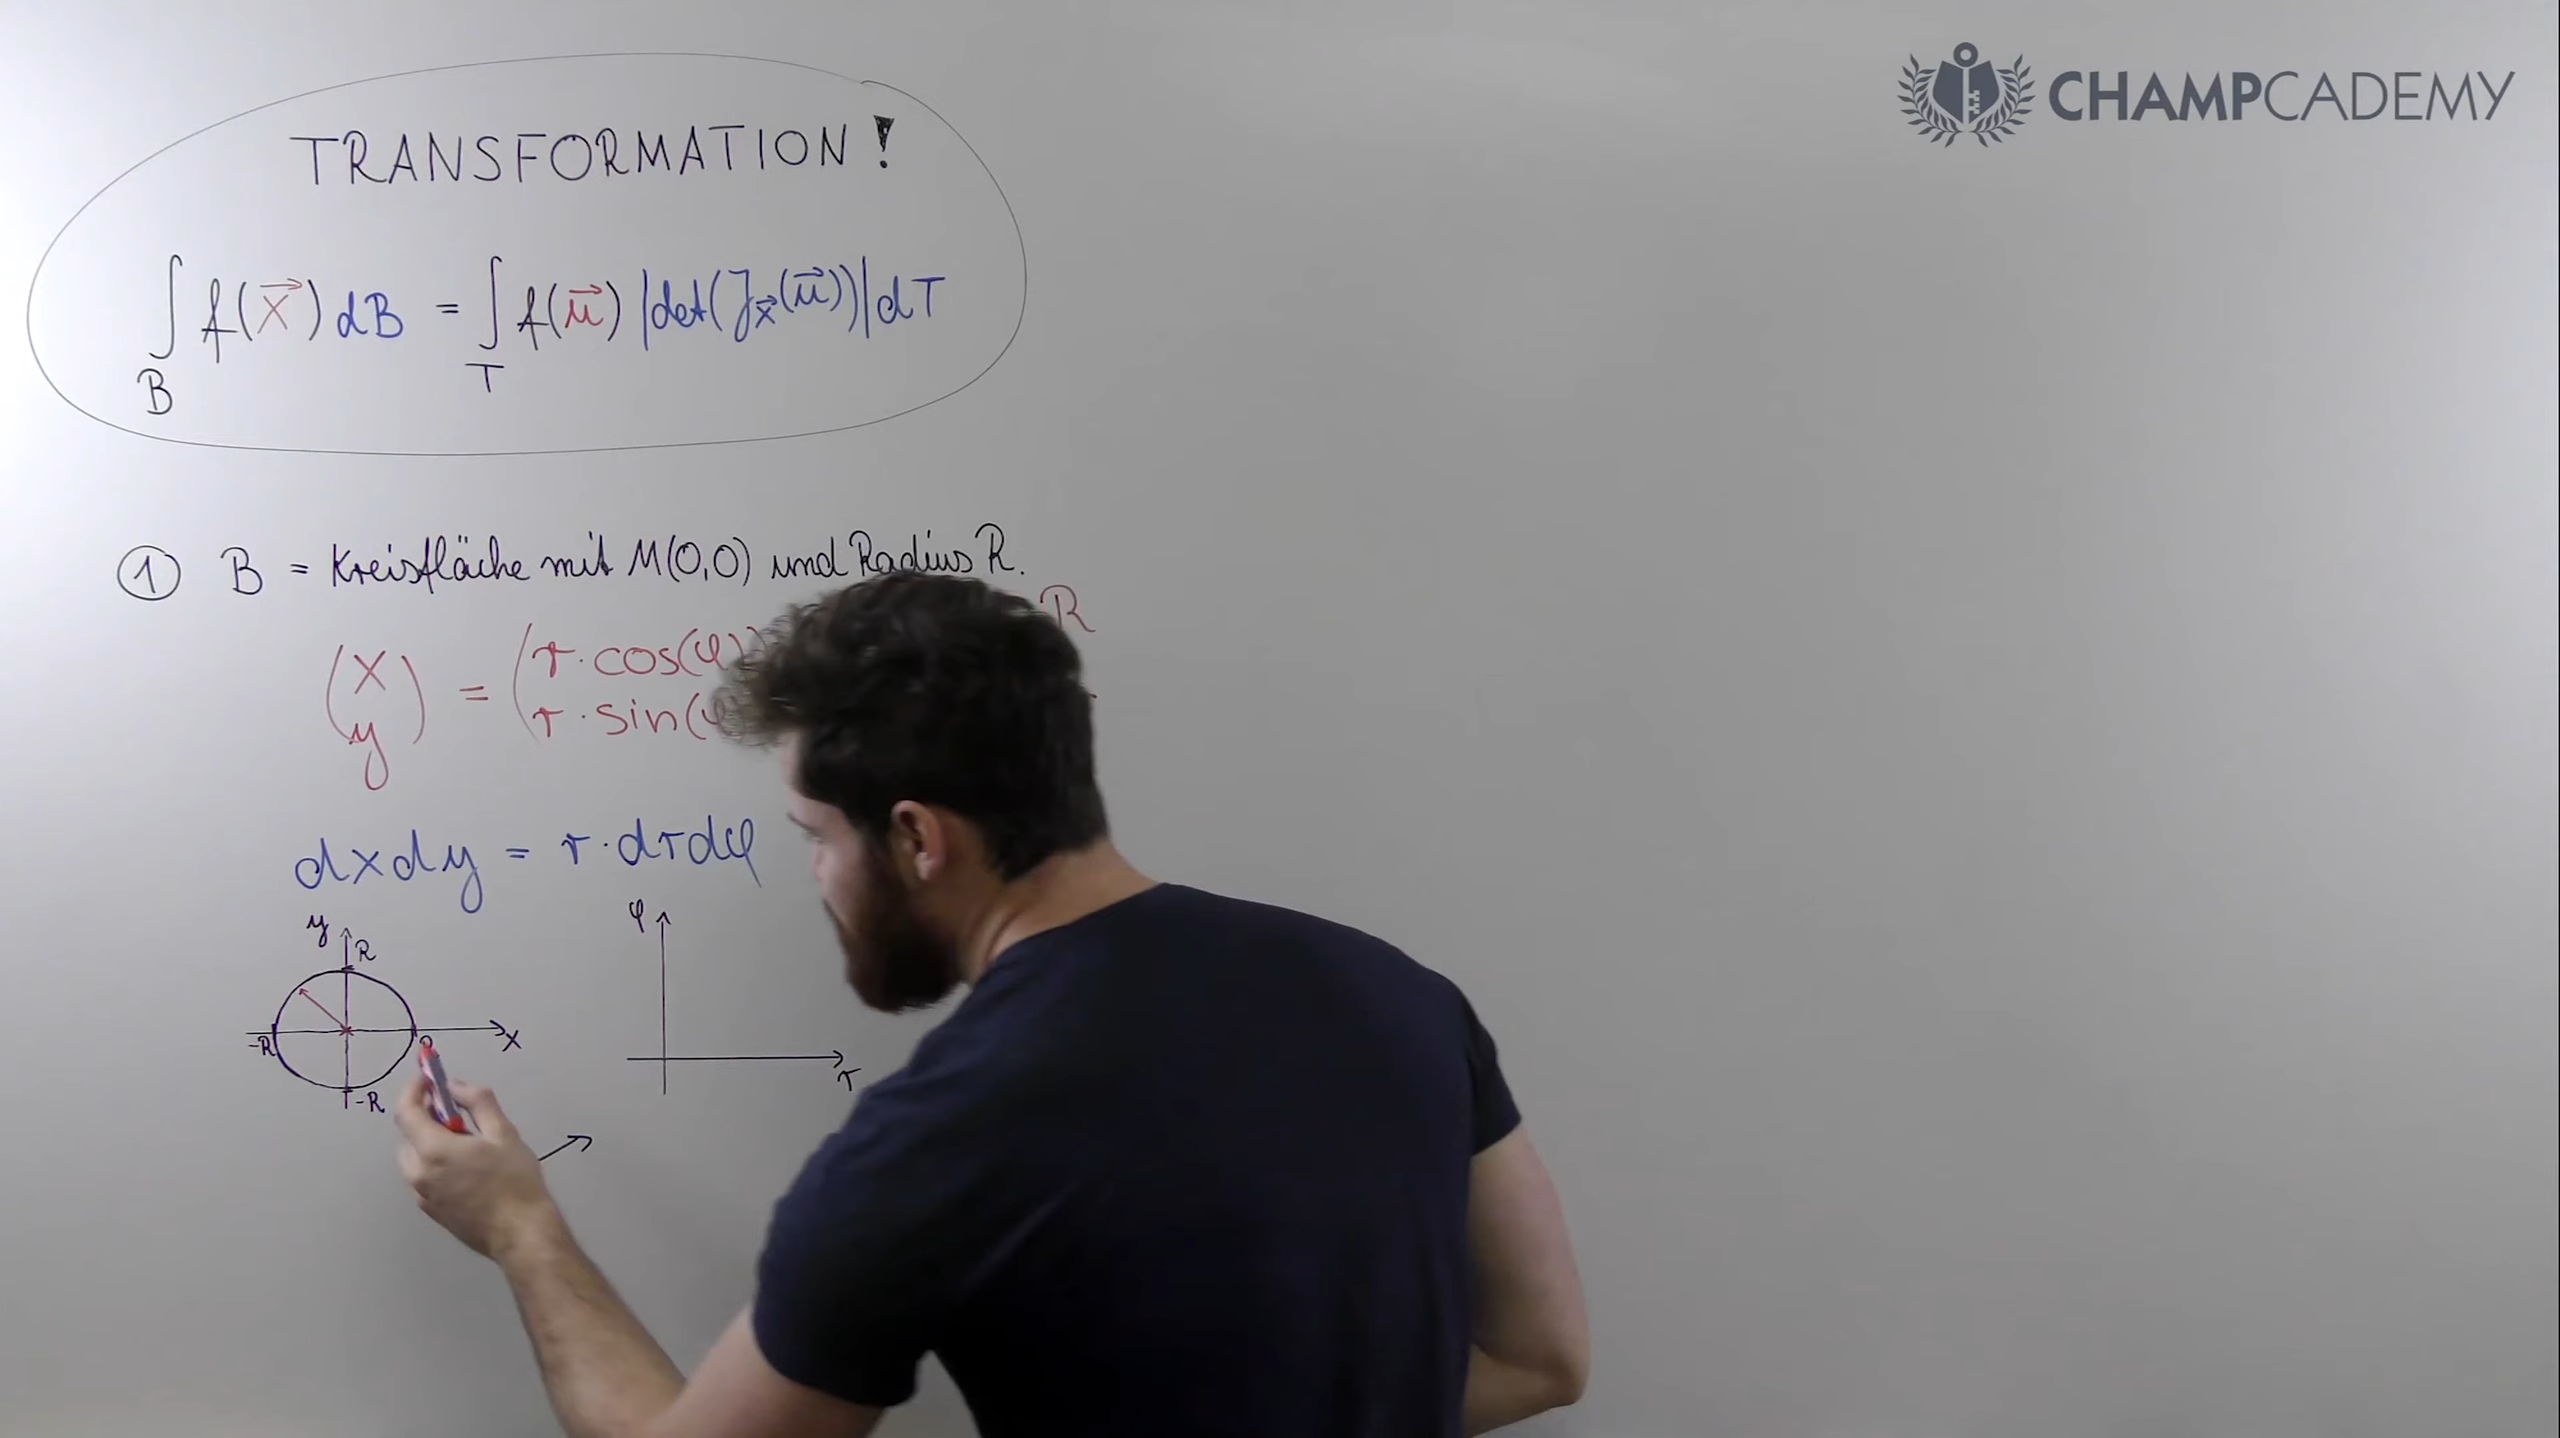 CHAMPCADEMY
TRANSFORMATION!
∫ f(x⃗) dB = ∫ f(u⃗) |det(J_x⃗(u⃗))| dT
B T
① B = Kreisfläche mit M(0,0) und Radius R.
R
(x) = (r·cos(φ)
(y) (r·sin(φ
dxdy = r·drdφ
y R φ
-R x
r
-R